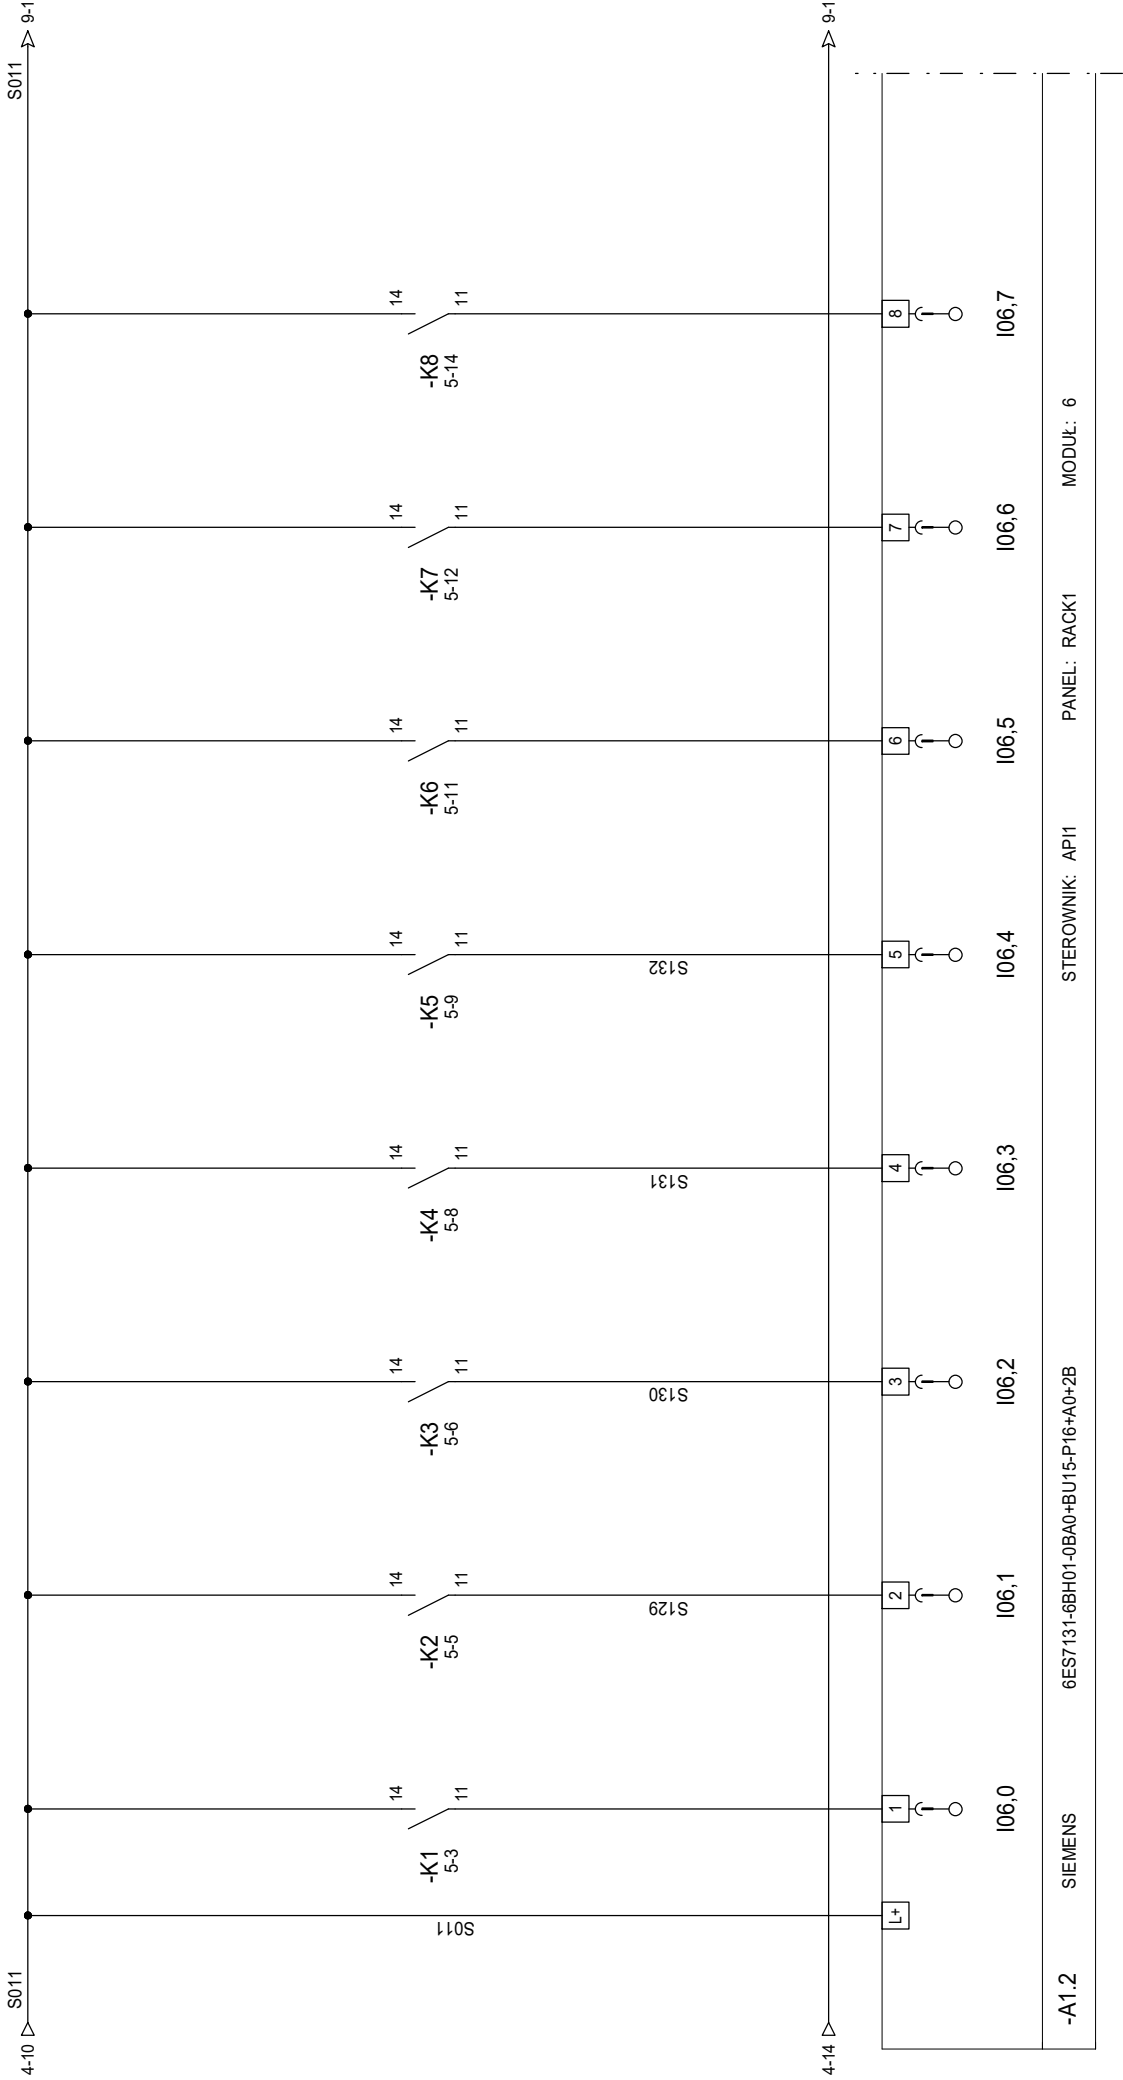 4-10 S011 S011 9-1
S011
14 14 14 14 14 14 14 14
-K1 -K2 -K3 -K4 -K5 -K6 -K7 -K8
5-3 5-5 5-6 5-8 5-9 5-11 5-12 5-14
11 11 11 11 11 11 11 11
S129 S130 S131 S132
4-14 9-1
L+ 1 2 3 4 5 6 7 8
I06,0 I06,1 I06,2 I06,3 I06,4 I06,5 I06,6 I06,7
-A1.2 SIEMENS 6ES7131-6BH01-0BA0+BU15-P16+A0+2B STEROWNIK: API1 PANEL: RACK1 MODUŁ: 6